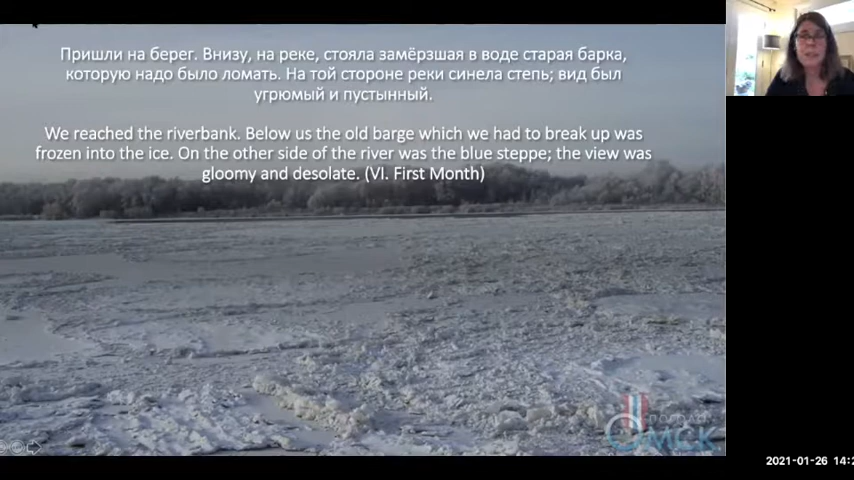 Пришли на берег. Внизу, на реке, стояла замёрзшая в воде старая барка,
которую надо было ломать. На той стороне реки синела степь; вид был
угрюмый и пустынный.
We reached the riverbank. Below us the old barge which we had to break up was
frozen into the ice. On the other side of the river was the blue steppe; the view was
gloomy and desolate. (VI. First Month)
ОМСК
2021-01-26 14:2